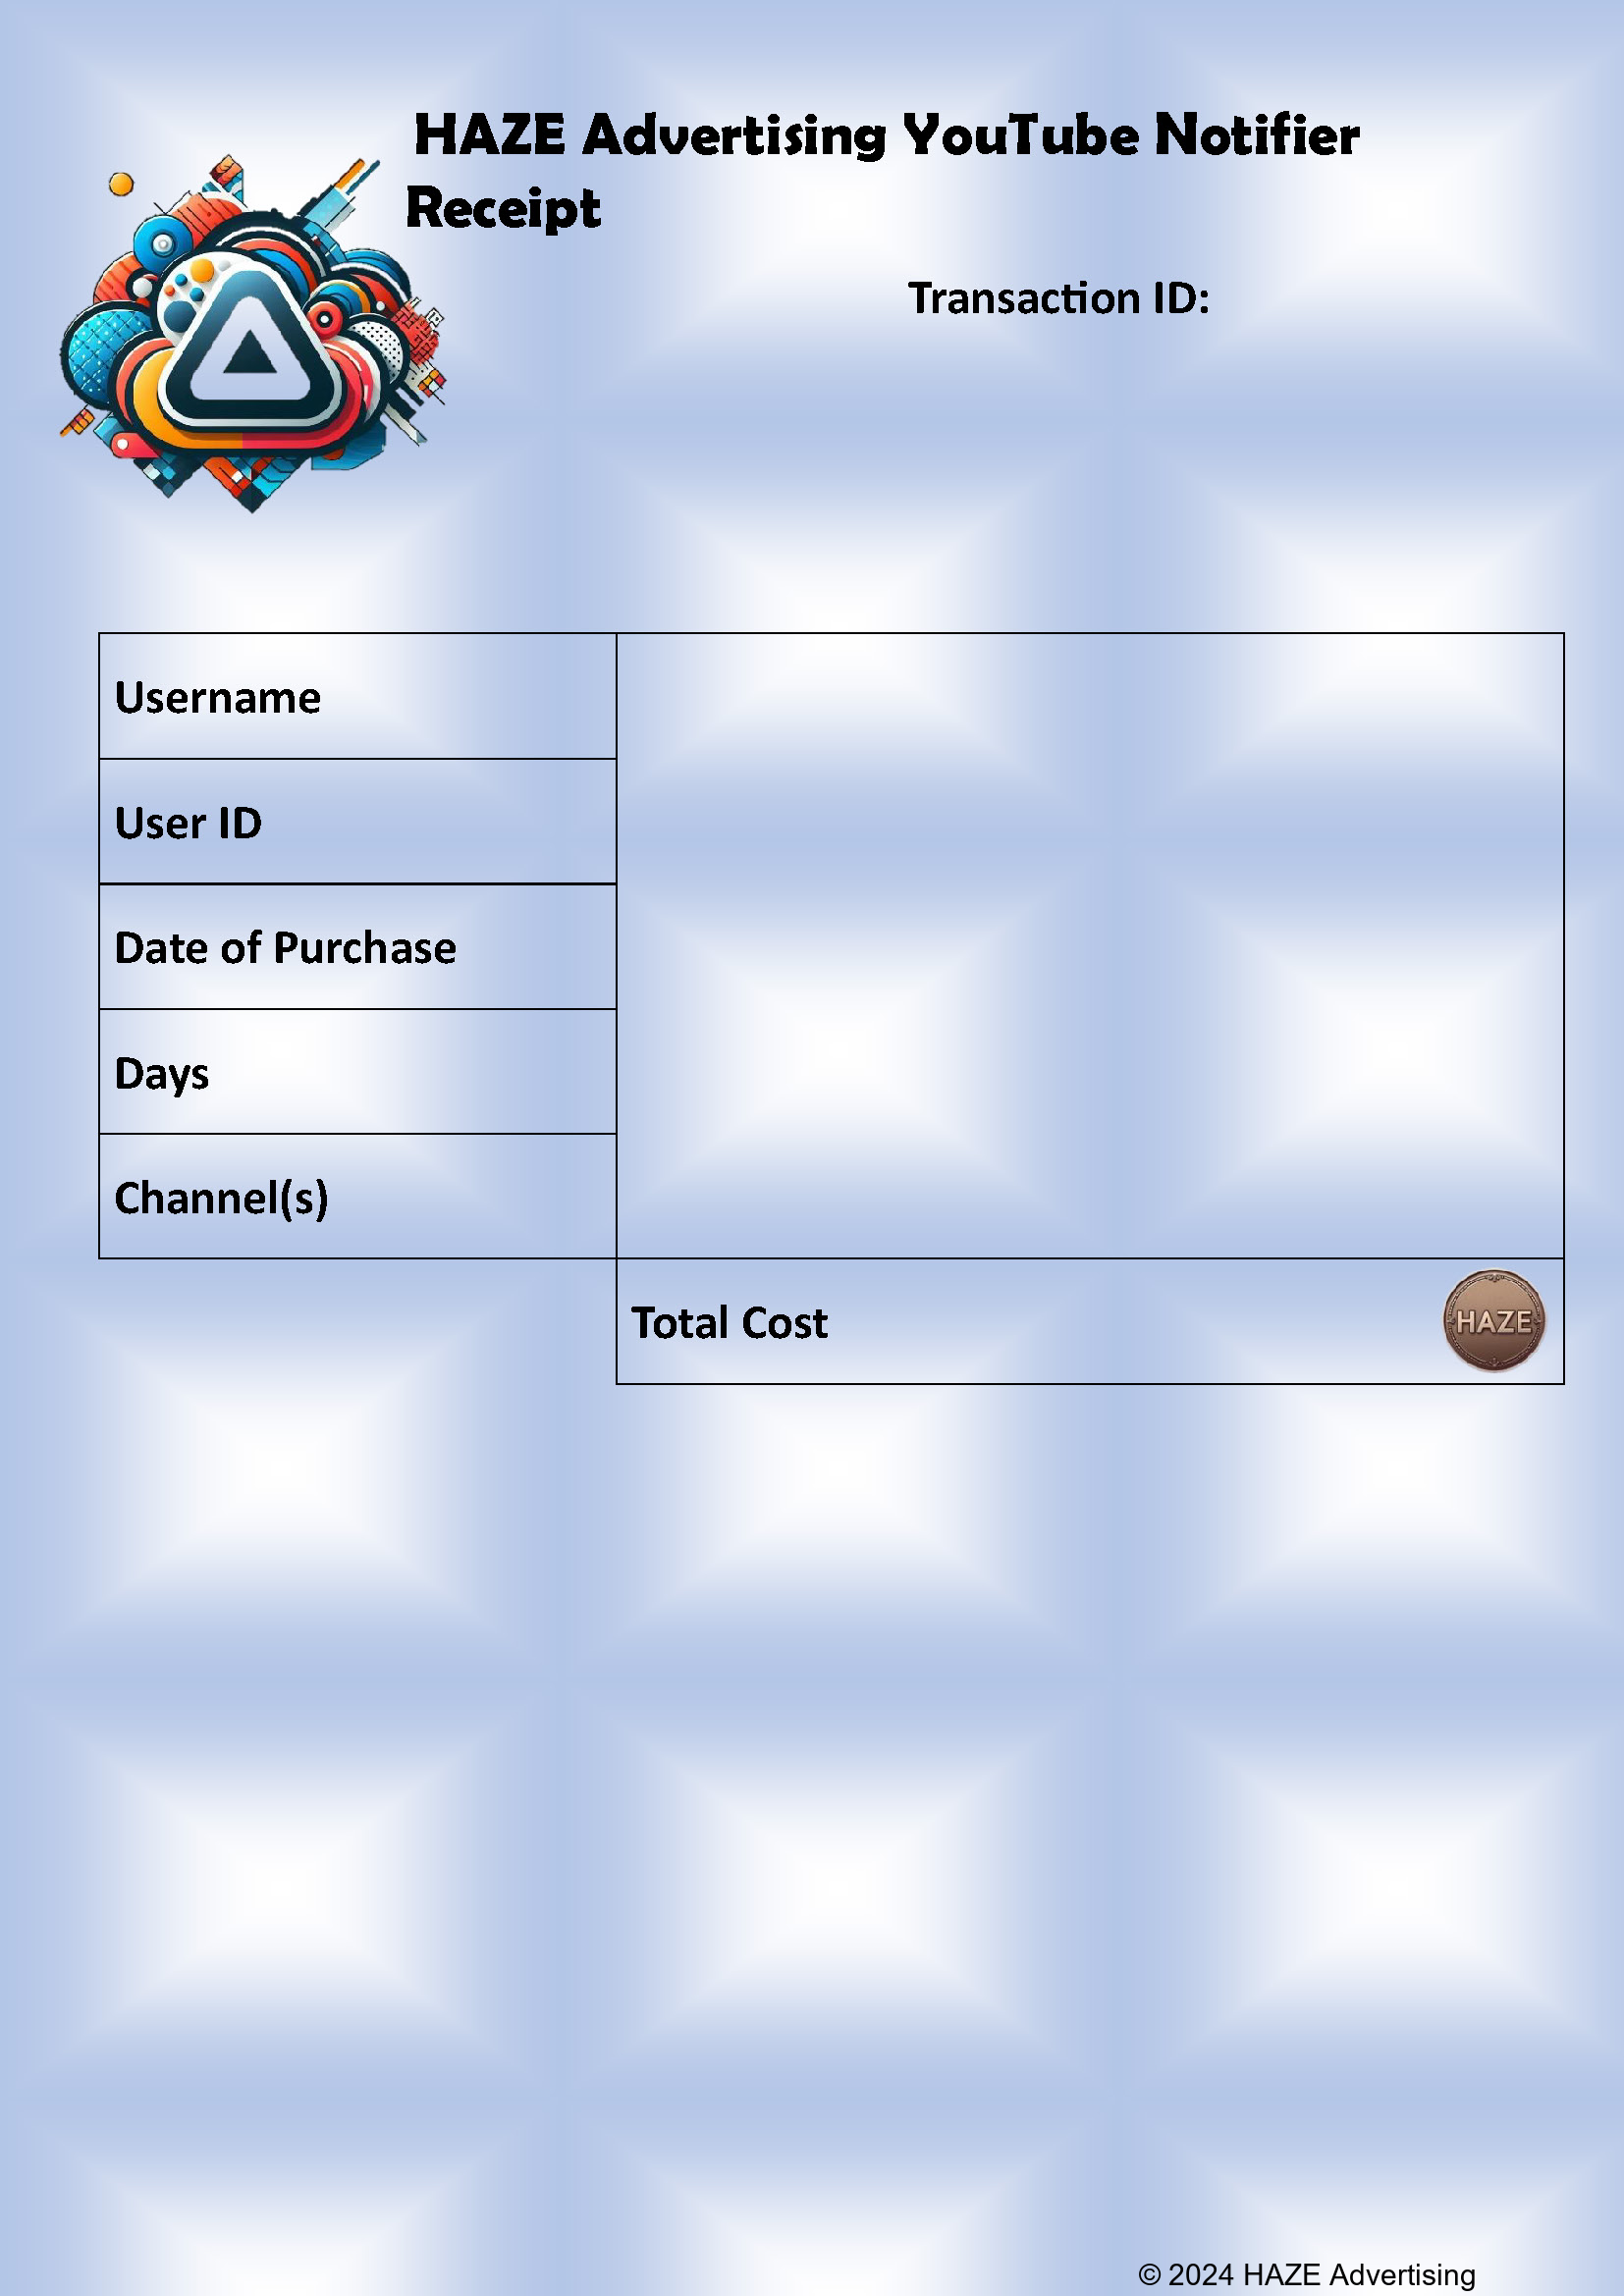 HAZE Advertising YouTube Notifier
Receipt
Transaction ID:
Username
User ID
Date of Purchase
Days
Channel(s)
Total Cost
HAZE
© 2024 HAZE Advertising